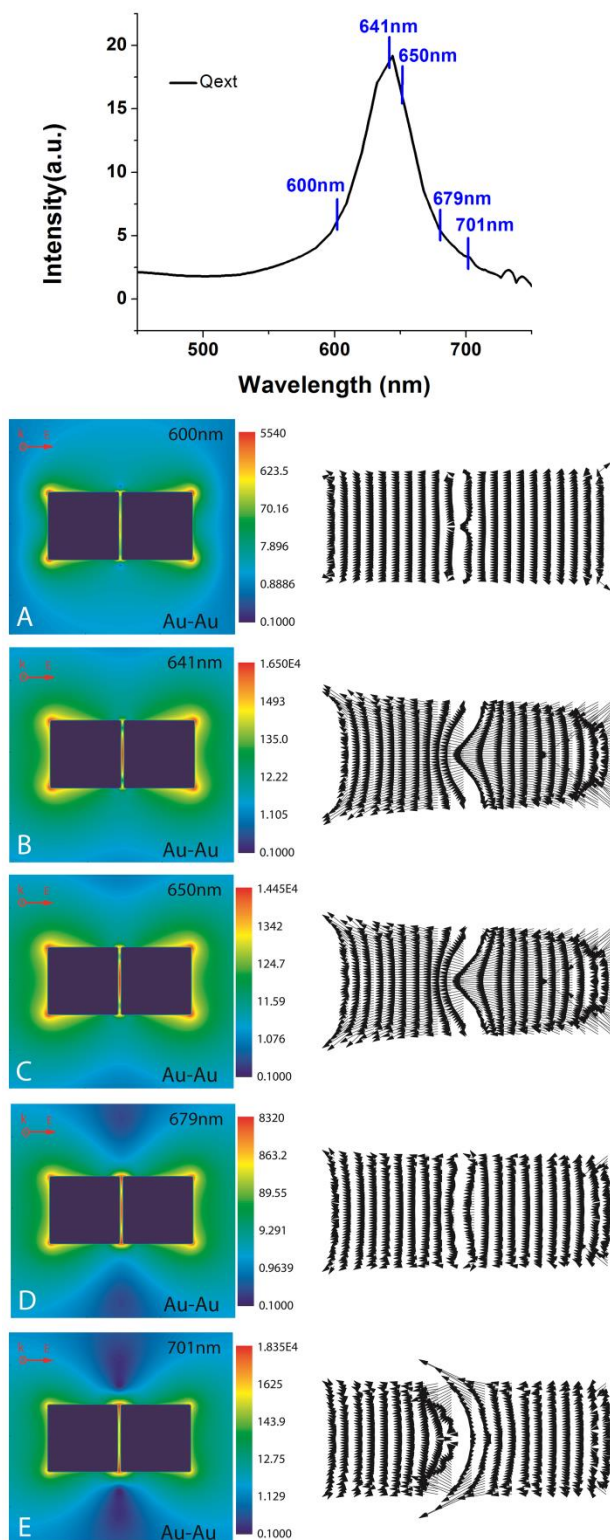 641nm
650nm
600nm
679nm
701nm
Qext
20
15
10
5
0
Intensity(a.u.)
500
600
700
Wavelength (nm)
k E
600nm
5540
623.5
70.16
7.896
0.8886
0.1000
A
Au-Au
k E
641nm
1.650E4
1493
135.0
12.22
1.105
0.1000
B
Au-Au
k E
650nm
1.445E4
1342
124.7
11.59
1.076
0.1000
C
Au-Au
k E
679nm
8320
863.2
89.55
9.291
0.9639
0.1000
D
Au-Au
k E
701nm
1.835E4
1625
143.9
12.75
1.129
0.1000
E
Au-Au